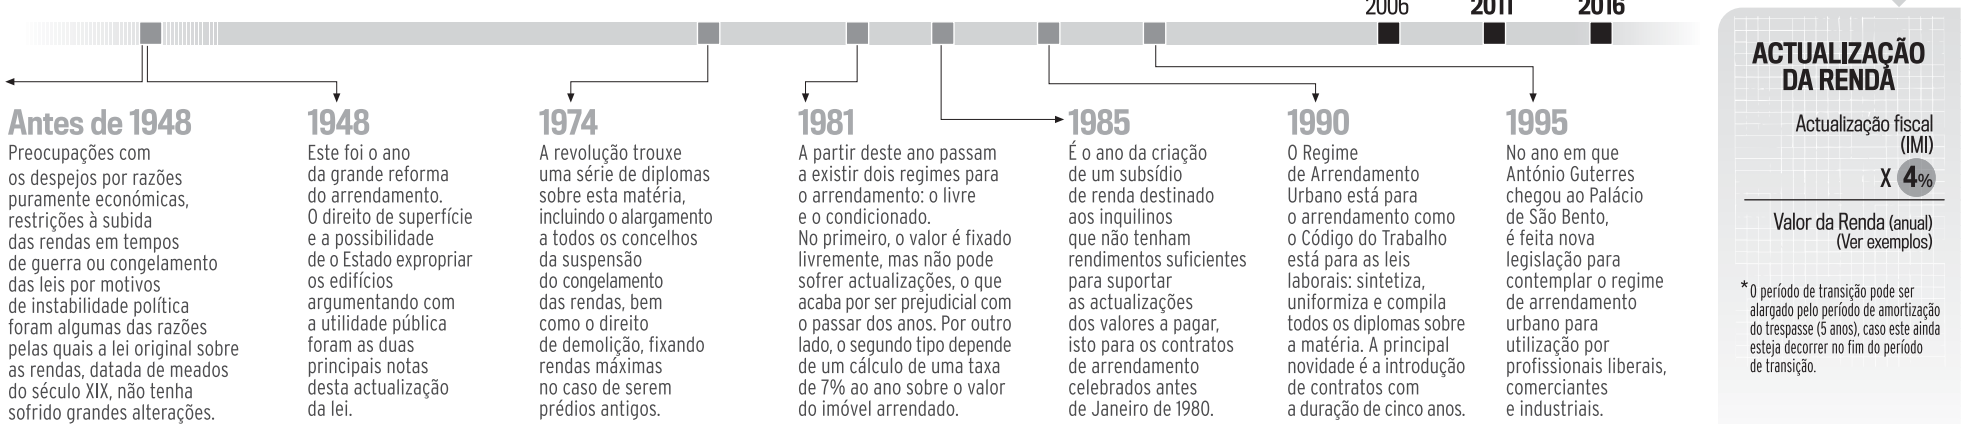 2006
2011
2016
Antes de 1948
Preocupações com
os despejos por razões
puramente económicas,
restrições à subida
das rendas em tempos
de guerra ou congelamento
das leis por motivos
de instabilidade política
foram algumas das razões
pelas quais a lei original sobre
as rendas, datada de meados
do século XIX, não tenha
sofrido grandes alterações.
1948
Este foi o ano
da grande reforma
do arrendamento.
O direito de superfície
e a possibilidade
de o Estado expropriar
os edifícios
argumentando com
a utilidade pública
foram as duas
principais notas
desta actualização
da lei.
1974
A revolução trouxe
uma série de diplomas
sobre esta matéria,
incluindo o alargamento
a todos os concelhos
da suspensão
do congelamento
das rendas, bem
como o direito
de demolição, fixando
rendas máximas
no caso de serem
prédios antigos.
1981
A partir deste ano passam
a existir dois regimes para
o arrendamento: o livre
e o condicionado.
No primeiro, o valor é fixado
livremente, mas não pode
sofrer actualizações, o que
acaba por ser prejudicial com
o passar dos anos. Por outro
lado, o segundo tipo depende
de um cálculo de uma taxa
de 7% ao ano sobre o valor
do imóvel arrendado.
1985
É o ano da criação
de um subsídio
de renda destinado
aos inquilinos
que não tenham
rendimentos suficientes
para suportar
as actualizações
dos valores a pagar,
isto para os contratos
de arrendamento
celebrados antes
de Janeiro de 1980.
1990
O Regime
de Arrendamento
Urbano está para
o arrendamento como
o Código do Trabalho
está para as leis
laborais: sintetiza,
uniformiza e compila
todos os diplomas sobre
a matéria. A principal
novidade é a introdução
de contratos com
a duração de cinco anos.
1995
No ano em que
António Guterres
chegou ao Palácio
de São Bento,
é feita nova
legislação para
contemplar o regime
de arrendamento
urbano para
utilização por
profissionais liberais,
comerciantes
e industriais.
ACTUALIZAÇÃO
DA RENDA
Actualização fiscal
(IMI)
X 4%
Valor da Renda (anual)
(Ver exemplos)
* O período de transição pode ser
alargado pelo período de amortização
do trespasse (5 anos), caso este ainda
esteja decorrer no fim do período
de transição.